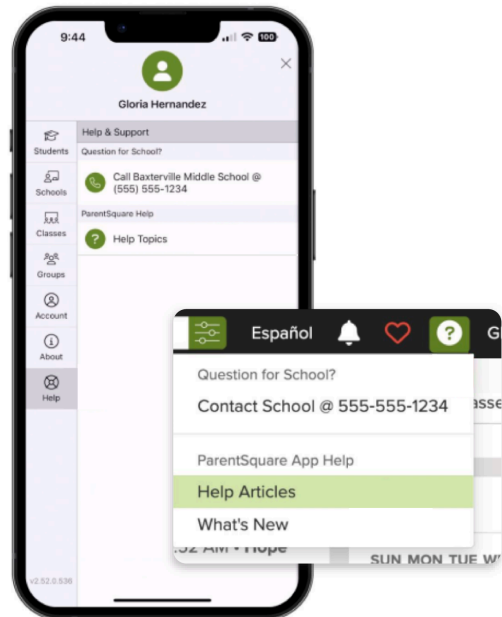 9:44
100
Gloria Hernandez
Students
Schools
Classes
Groups
Account
About
Help
v2.52.0.536
Help & Support
Question for School?
Call Baxterville Middle School @
(555) 555-1234
ParentSquare Help
? Help Topics
Español ?
Question for School?
Contact School @ 555-555-1234
ParentSquare App Help
Help Articles
What's New
SUN MON TUE